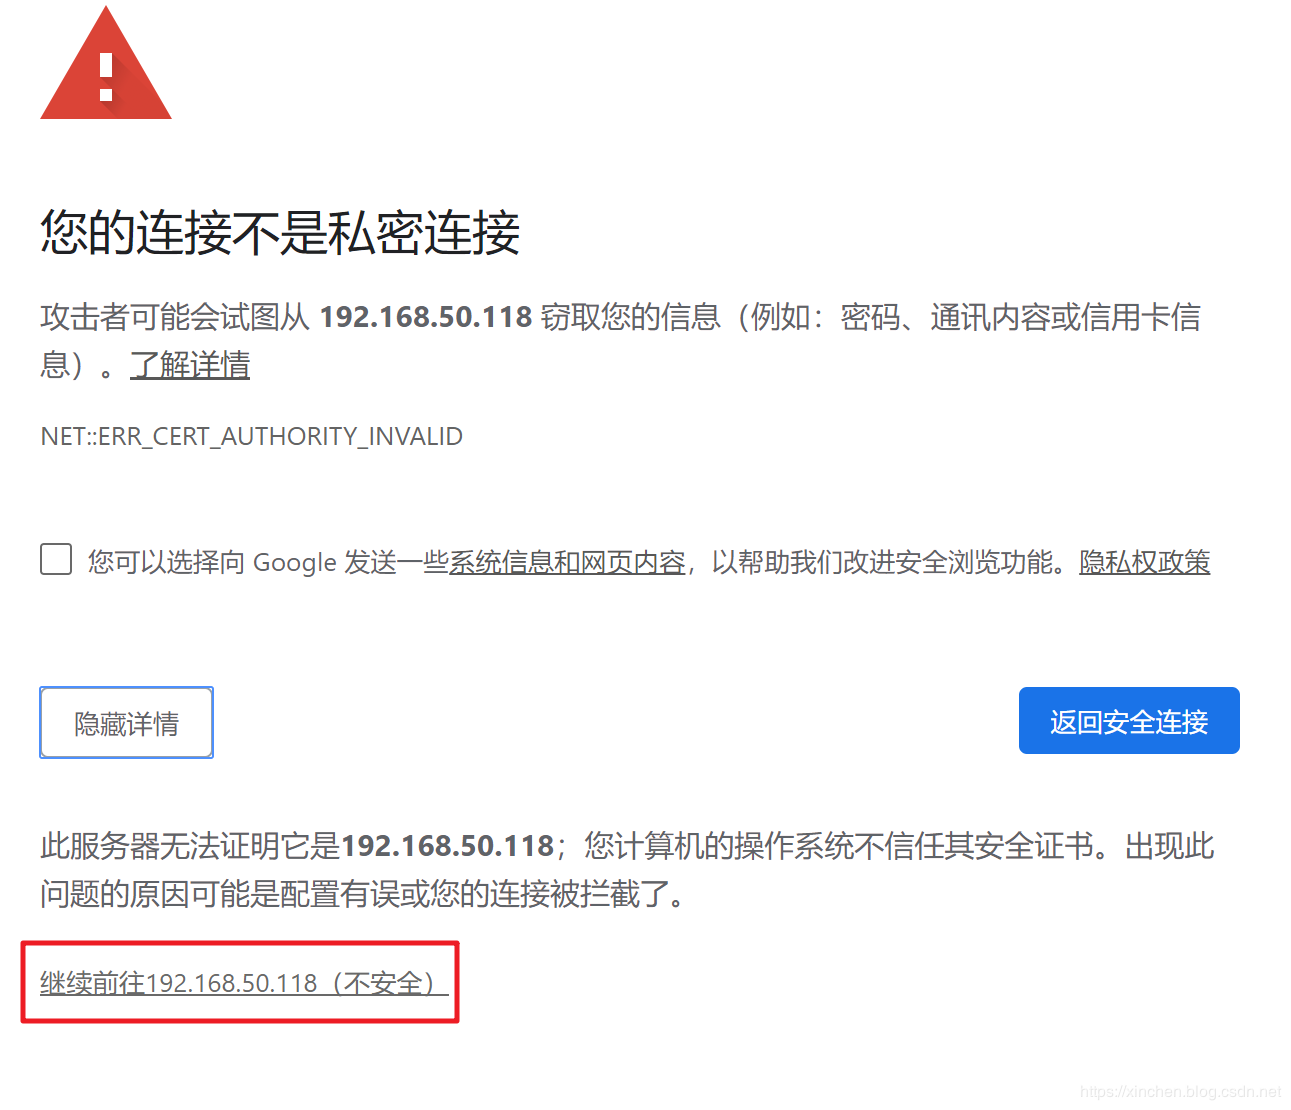 您的连接不是私密连接
攻击者可能会试图从 192.168.50.118 窃取您的信息（例如：密码、通讯内容或信用卡信
息）。了解详情
NET::ERR_CERT_AUTHORITY_INVALID
您可以选择向 Google 发送一些系统信息和网页内容，以帮助我们改进安全浏览功能。隐私权政策
隐藏详情
返回安全连接
此服务器无法证明它是192.168.50.118；您计算机的操作系统不信任其安全证书。出现此
问题的原因可能是配置有误或您的连接被拦截了。
继续前往192.168.50.118（不安全）
https://xinchen.blog.csdn.net